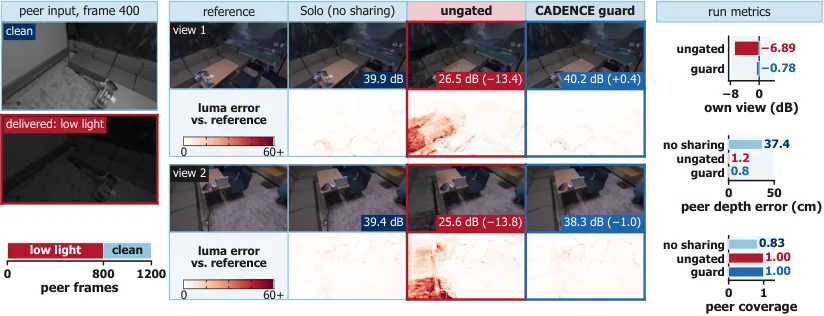 peer input, frame 400
clean
delivered: low light
low light clean
0 800 1200
peer frames
reference Solo (no sharing) ungated CADENCE guard
view 1
39.9 dB 26.5 dB (−13.4) 40.2 dB (+0.4)
luma error
vs. reference
0 60+
view 2
39.4 dB 25.6 dB (−13.8) 38.3 dB (−1.0)
luma error
vs. reference
0 60+
run metrics
ungated −6.89
guard −0.78
−8 0
own view (dB)
no sharing 37.4
ungated 1.2
guard 0.8
0 50
peer depth error (cm)
no sharing 0.83
ungated 1.00
guard 1.00
0 1
peer coverage